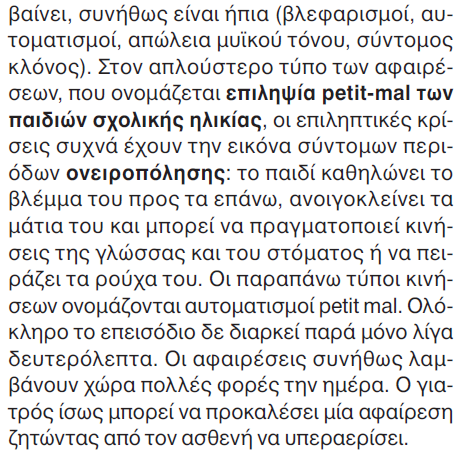 βαίνει, συνήθως είναι ήπια (βλεφαρισμοί, αυ-
τοματισμοί, απώλεια μυϊκού τόνου, σύντομος
κλόνος). Στον απλούστερο τύπο των αφαιρέ-
σεων, που ονομάζεται επιληψία petit-mal των
παιδιών σχολικής ηλικίας, οι επιληπτικές κρί-
σεις συχνά έχουν την εικόνα σύντομων περι-
όδων ονειροπόλησης: το παιδί καθηλώνει το
βλέμμα του προς τα επάνω, ανοιγοκλείνει τα
μάτια του και μπορεί να πραγματοποιεί κινή-
σεις της γλώσσας και του στόματος ή να πει-
ράζει τα ρούχα του. Οι παραπάνω τύποι κινή-
σεων ονομάζονται αυτοματισμοί petit mal. Ολό-
κληρο το επεισόδιο δε διαρκεί παρά μόνο λίγα
δευτερόλεπτα. Οι αφαιρέσεις συνήθως λαμ-
βάνουν χώρα πολλές φορές την ημέρα. Ο για-
τρός ίσως μπορεί να προκαλέσει μία αφαίρεση
ζητώντας από τον ασθενή να υπεραερίσει.